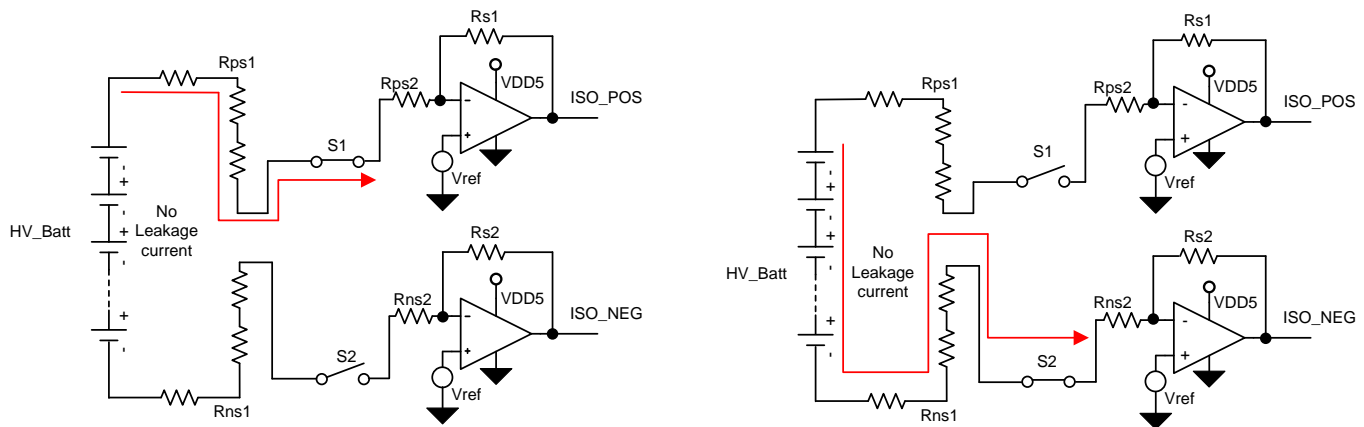 Rs1
Rps1
Rps2
VDD5
ISO_POS
-
+
S1
Vref
No
Leakage
current
HV_Batt
+
-
+
-
+
-
+
-
Rs2
Rns2
VDD5
ISO_NEG
-
+
S2
Vref
Rns1
Rs1
Rps1
Rps2
VDD5
ISO_POS
-
+
S1
Vref
No
Leakage
current
HV_Batt
+
-
+
-
+
-
+
-
Rs2
Rns2
VDD5
ISO_NEG
-
+
S2
Vref
Rns1